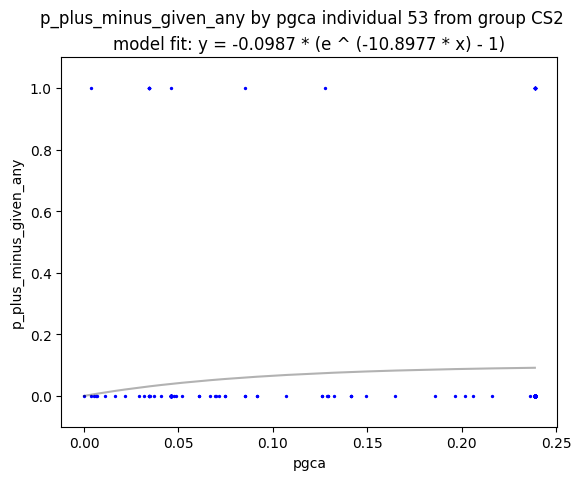 p_plus_minus_given_any by pgca individual 53 from group CS2
model fit: y = -0.0987 * (e ^ (-10.8977 * x) - 1)
1.0
0.8
0.6
0.4
0.2
0.0
p_plus_minus_given_any
0.00 0.05 0.10 0.15 0.20 0.25
pgca